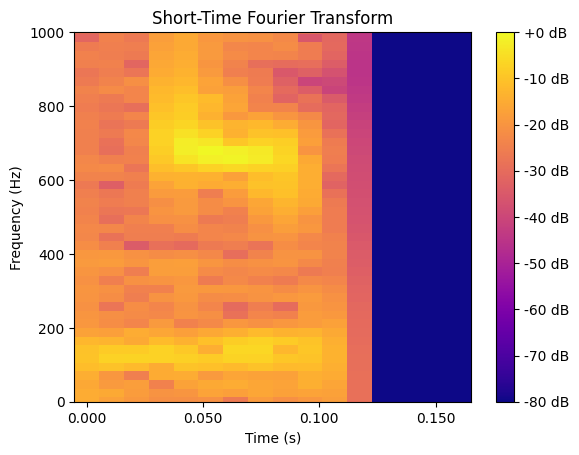 Short-Time Fourier Transform
1000
800
600
400
200
0
Frequency (Hz)
0.000
0.050
0.100
0.150
Time (s)
+0 dB
-10 dB
-20 dB
-30 dB
-40 dB
-50 dB
-60 dB
-70 dB
-80 dB